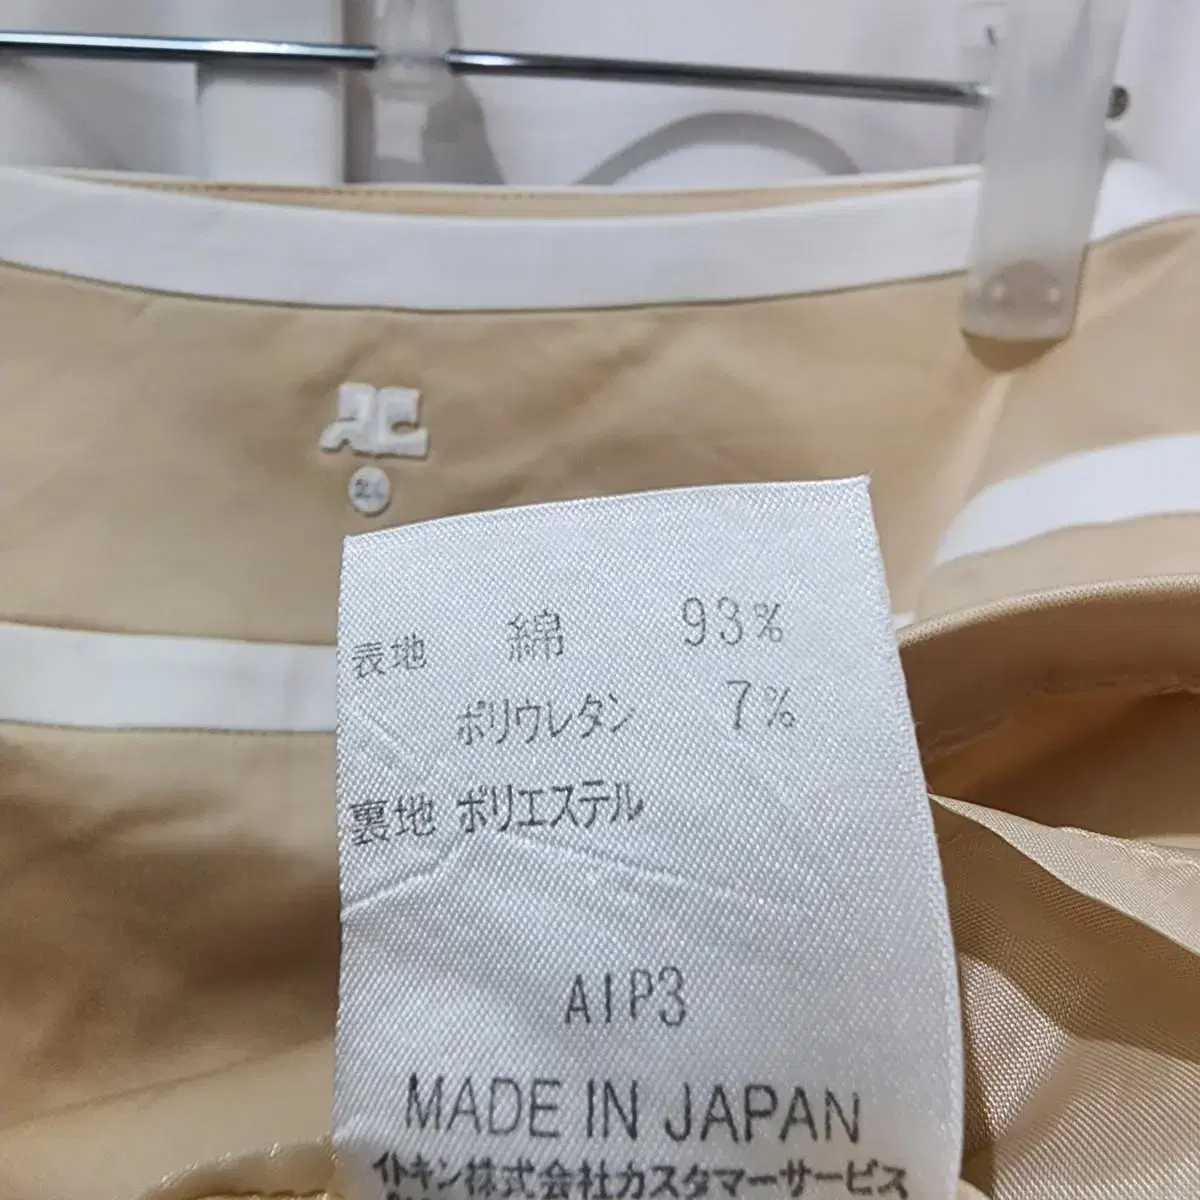 AC
表地 綿 93%
ポリウレタン 7%
裏地 ポリエステル
AIP3
MADE IN JAPAN
イトキン株式会社カスタマーサービス